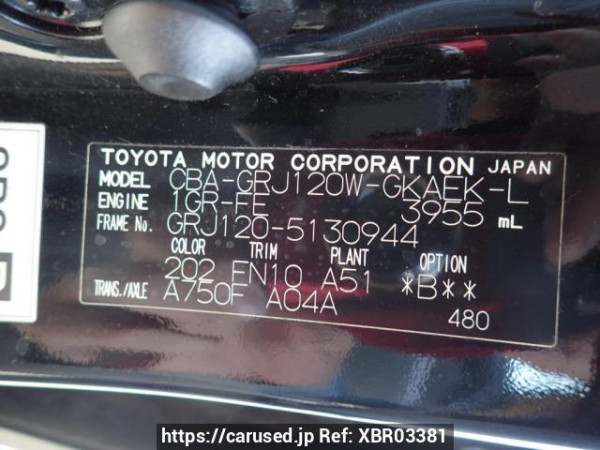 TOYOTA MOTOR CORPORATION JAPAN
MODEL CBA-GRJ120W-GKAEK-L
ENGINE 1GR-FE 3955 mL
FRAME No. GRJ120-5130944
COLOR TRIM PLANT OPTION
202 FN10 A51 *B**
TRANS./AXLE A750F A04A
480
https://carused.jp Ref: XBR03381